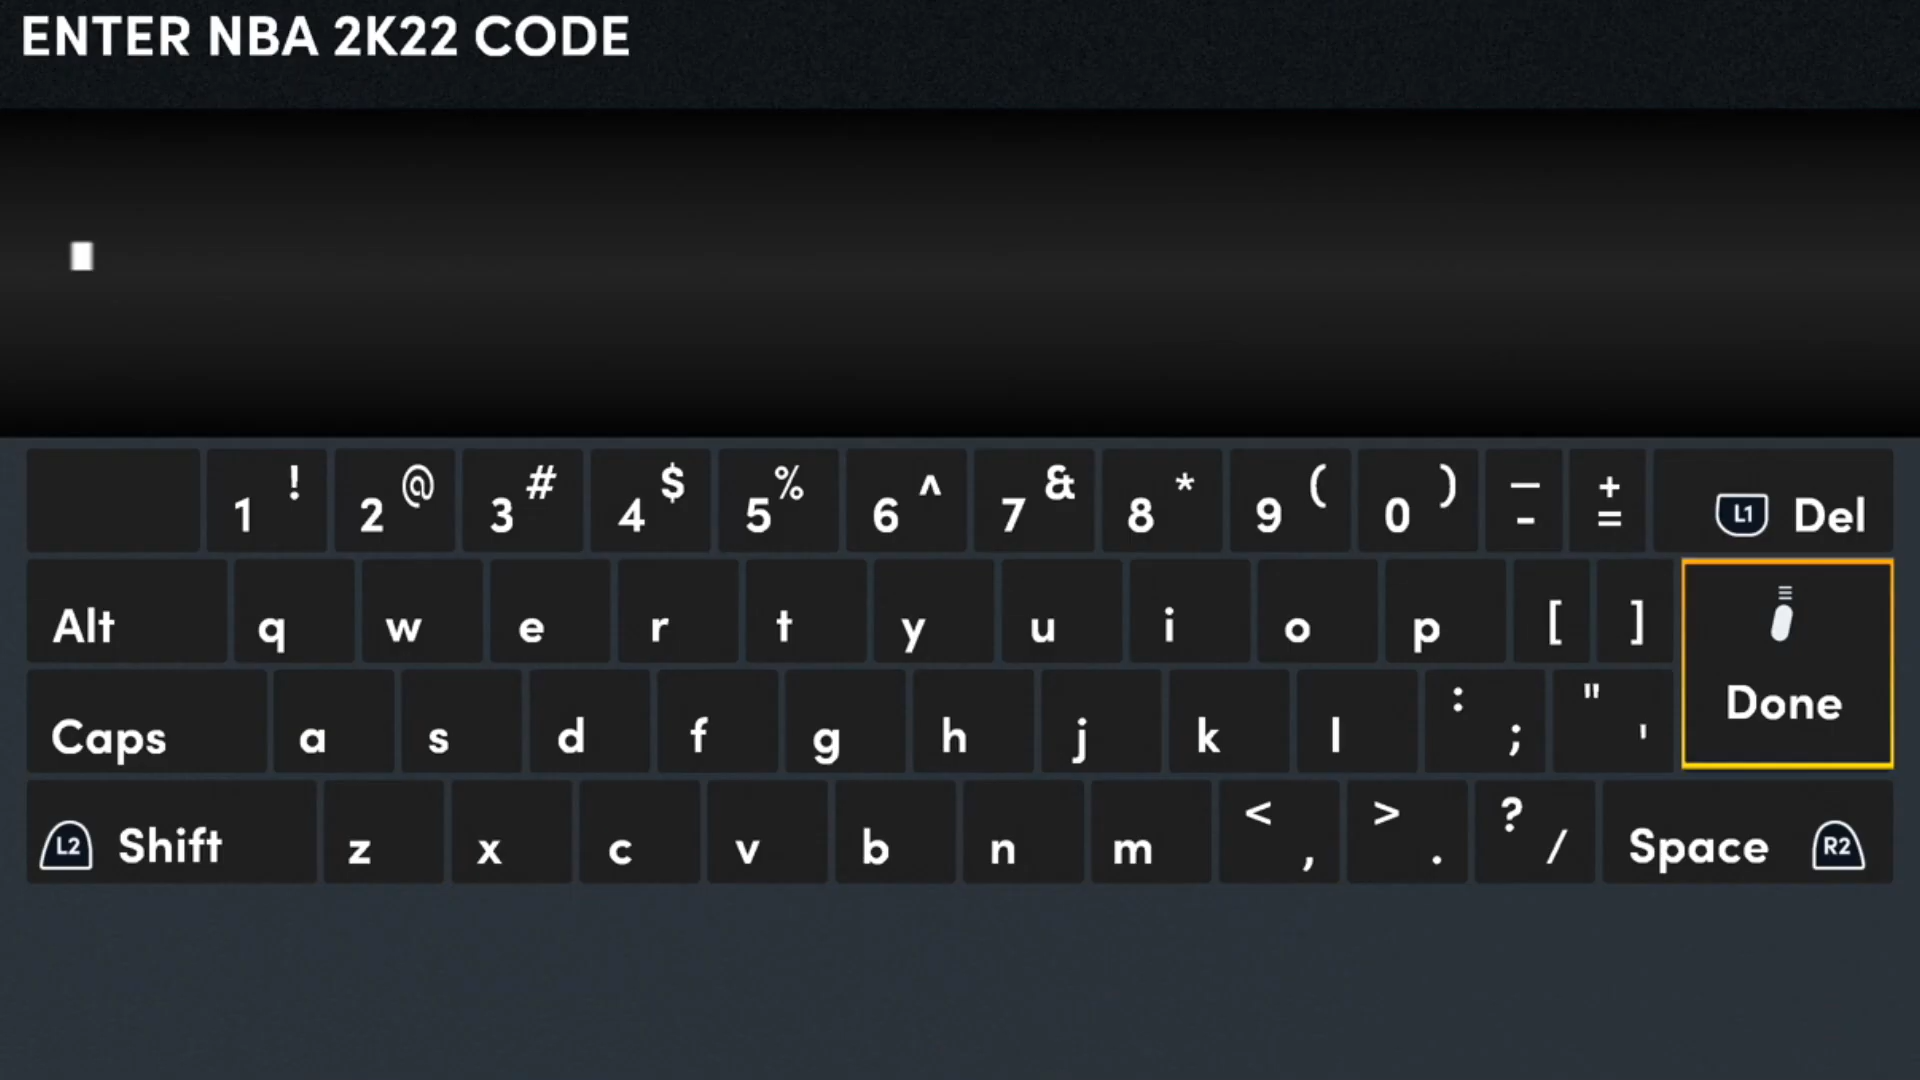 ENTER NBA 2K22 CODE
1 ! 2 @ 3 # 4 $ 5 % 6 ^ 7 & 8 * 9 ( 0 ) — - + = L1 Del
Alt q w e r t y u i o p [ ] Done
Caps a s d f g h j k l : ; " '
L2 Shift z x c v b n m < , > . ? / Space R2